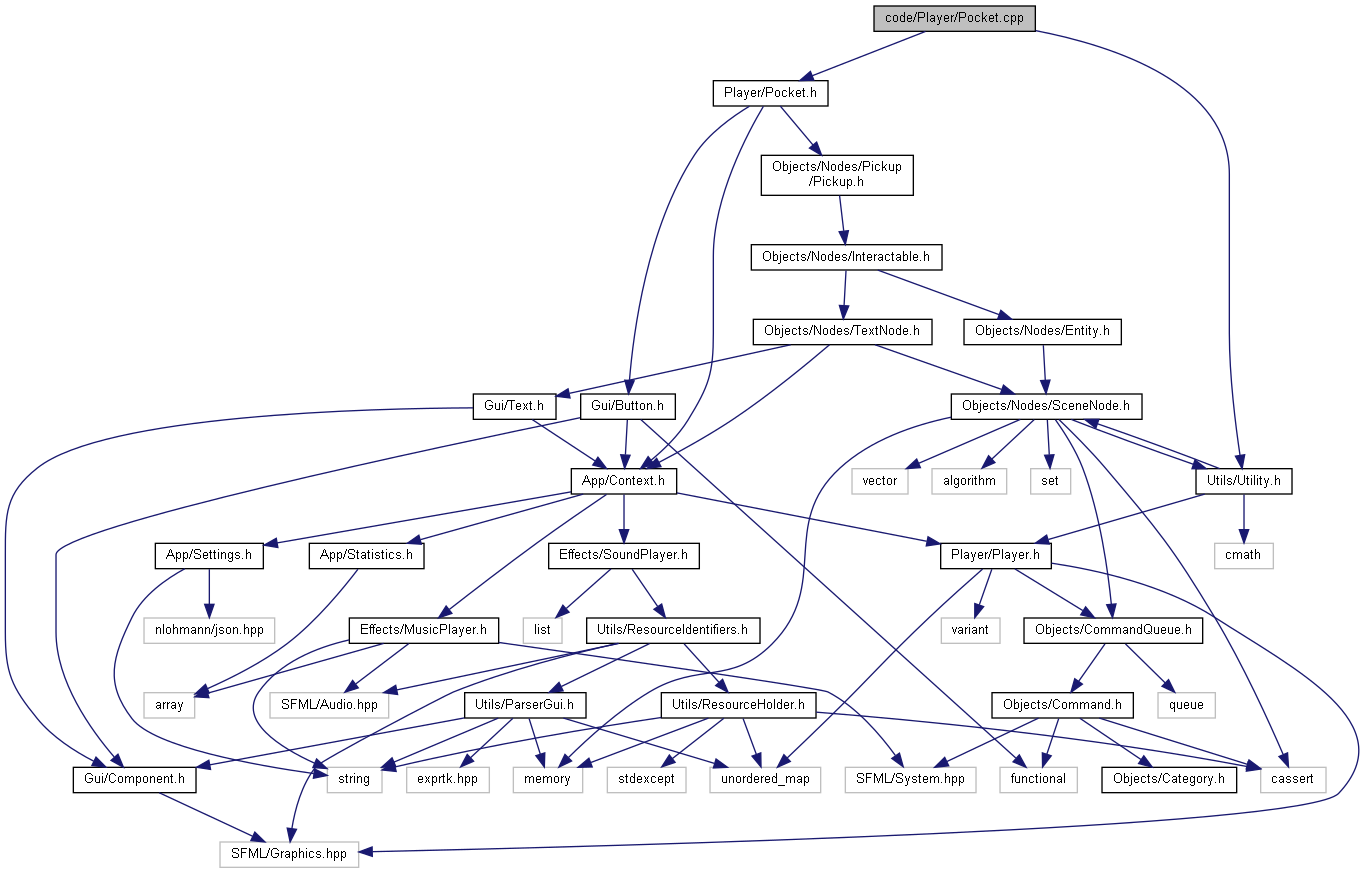 code/Player/Pocket.cpp
Player/Pocket.h
Objects/Nodes/Pickup
/Pickup.h
Objects/Nodes/Interactable.h
Objects/Nodes/TextNode.h
Objects/Nodes/Entity.h
Gui/Text.h
Gui/Button.h
Objects/Nodes/SceneNode.h
App/Context.h
vector
algorithm
set
Utils/Utility.h
App/Settings.h
App/Statistics.h
Effects/SoundPlayer.h
Player/Player.h
cmath
nlohmann/json.hpp
Effects/MusicPlayer.h
list
Utils/ResourceIdentifiers.h
variant
Objects/CommandQueue.h
array
SFML/Audio.hpp
Utils/ParserGui.h
Utils/ResourceHolder.h
Objects/Command.h
queue
Gui/Component.h
string
exprtk.hpp
memory
stdexcept
unordered_map
SFML/System.hpp
functional
Objects/Category.h
cassert
SFML/Graphics.hpp